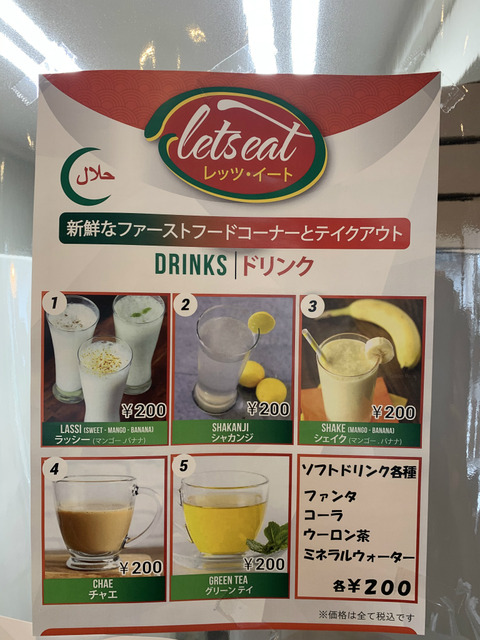 letseat
レッツ・イート
حلال
新鮮なファーストフードコーナーとテイクアウト
DRINKS | ドリンク
1
¥200
LASSI (SWEET - MANGO - BANANA)
ラッシー (マンゴー . バナナ)
2
¥200
SHAKANJI
シャカンジ
3
¥200
SHAKE (MANGO - BANANA)
シェイク (マンゴー . バナナ)
4
¥200
CHAE
チャエ
5
¥200
GREEN TEA
グリーン テイ
ソフトドリンク各種
ファンタ
コーラ
ウーロン茶
ミネラルウォーター
各¥200
※価格は全て税込です